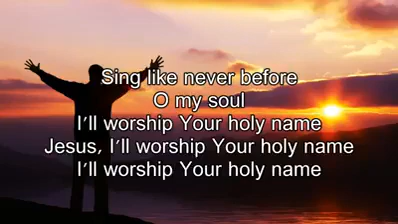 Sing like never before
O my soul
I'll worship Your holy name
Jesus, I'll worship Your holy name
I'll worship Your holy name